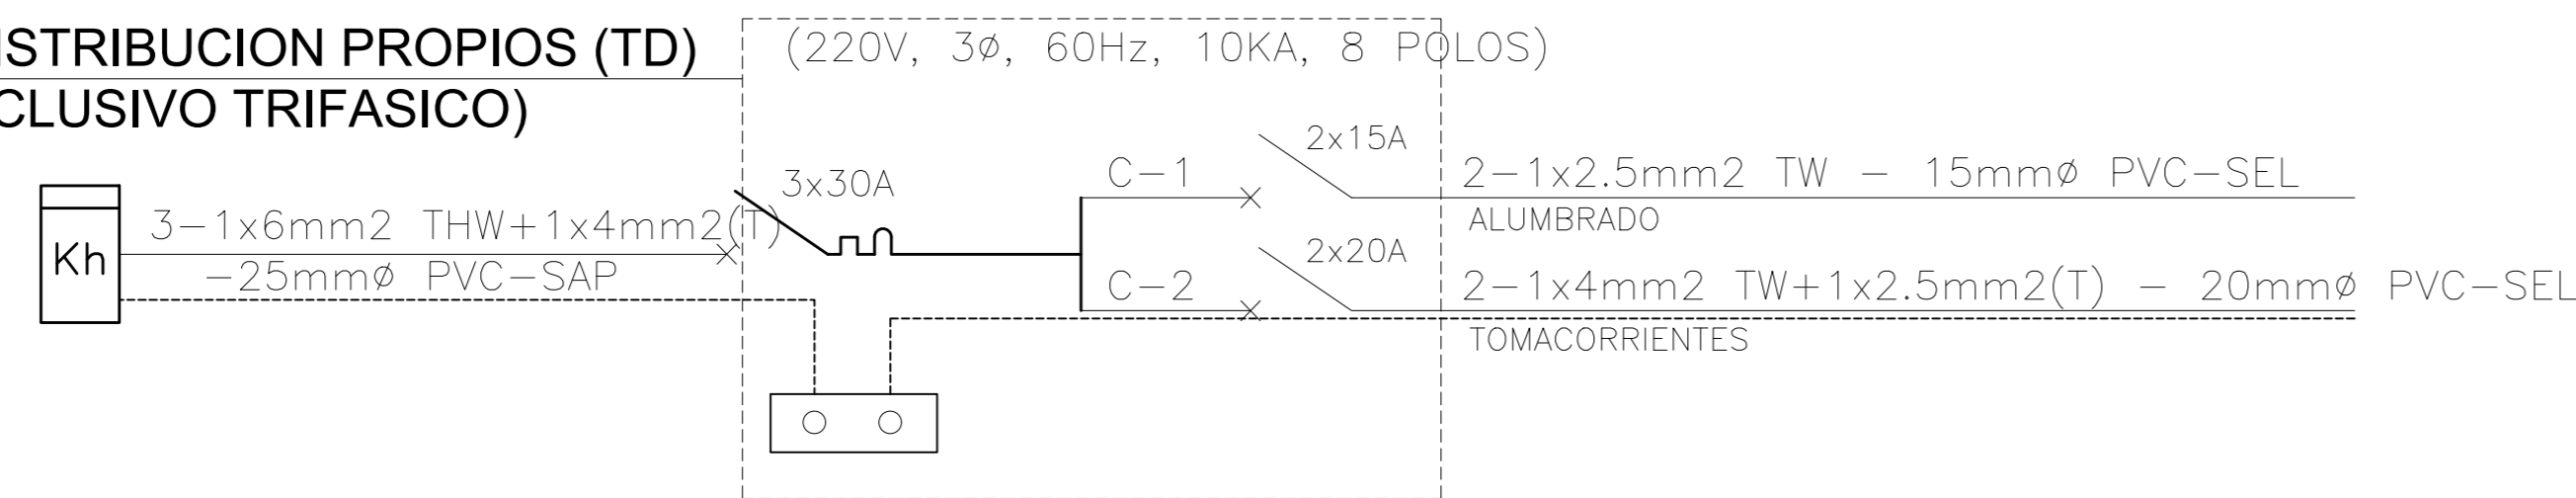 ISTRIBUCION PROPIOS (TD)
(220V, 3ø, 60Hz, 10KA, 8 POLOS)
CLUSIVO TRIFASICO)
2x15A
3x30A
C-1
2-1x2.5mm2 TW - 15mmø PVC-SEL
ALUMBRADO
Kh
3-1x6mm2 THW+1x4mm2(T)
-25mmø PVC-SAP
2x20A
C-2
2-1x4mm2 TW+1x2.5mm2(T) - 20mmø PVC-SEL
TOMACORRIENTES